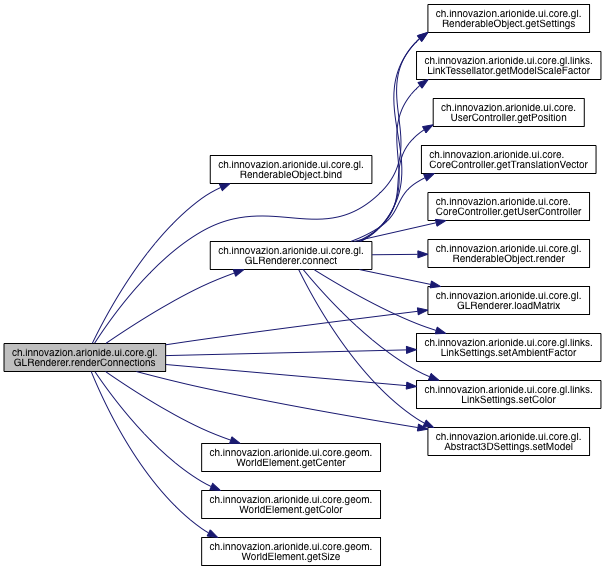 ch.innovazion.arionide.ui.core.gl.
RenderableObject.getSettings
ch.innovazion.arionide.ui.core.gl.links.
LinkTessellator.getModelScaleFactor
ch.innovazion.arionide.ui.core.
UserController.getPosition
ch.innovazion.arionide.ui.core.
CoreController.getTranslationVector
ch.innovazion.arionide.ui.core.gl.
RenderableObject.bind
ch.innovazion.arionide.ui.core.
CoreController.getUserController
ch.innovazion.arionide.ui.core.gl.
GLRenderer.connect
ch.innovazion.arionide.ui.core.gl.
RenderableObject.render
ch.innovazion.arionide.ui.core.gl.
GLRenderer.loadMatrix
ch.innovazion.arionide.ui.core.gl.
GLRenderer.renderConnections
ch.innovazion.arionide.ui.core.gl.links.
LinkSettings.setAmbientFactor
ch.innovazion.arionide.ui.core.gl.links.
LinkSettings.setColor
ch.innovazion.arionide.ui.core.gl.
Abstract3DSettings.setModel
ch.innovazion.arionide.ui.core.geom.
WorldElement.getCenter
ch.innovazion.arionide.ui.core.geom.
WorldElement.getColor
ch.innovazion.arionide.ui.core.geom.
WorldElement.getSize